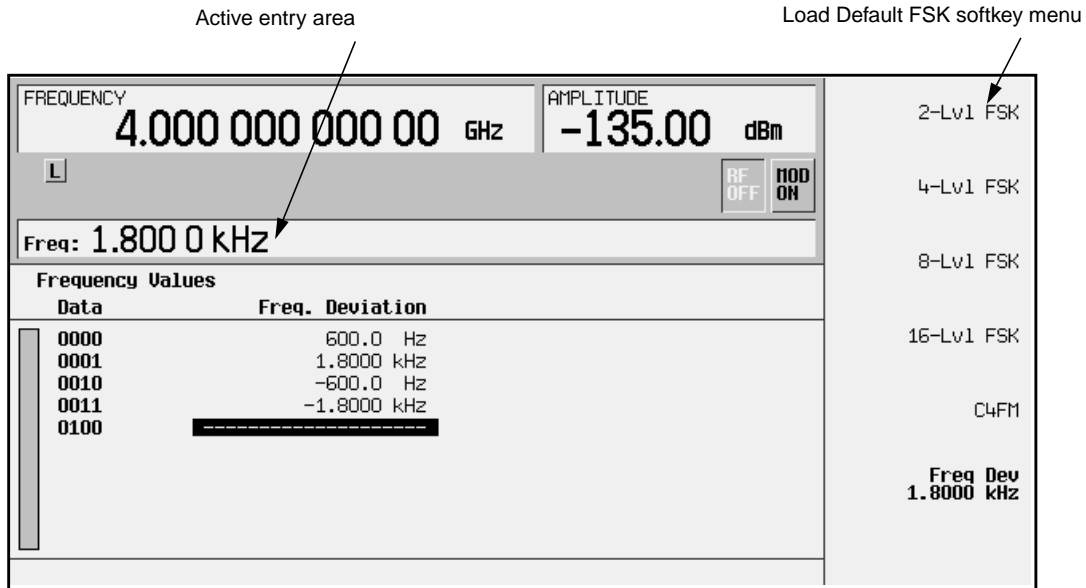 Active entry area
Load Default FSK softkey menu
FREQUENCY
4.000 000 000 00 GHz
AMPLITUDE
-135.00 dBm
L
RF OFF
MOD ON
Freq: 1.800 0 kHz
Frequency Values
Data Freq. Deviation
0000 600.0 Hz
0001 1.8000 kHz
0010 -600.0 Hz
0011 -1.8000 kHz
0100 --------------------
2-Lvl FSK
4-Lvl FSK
8-Lvl FSK
16-Lvl FSK
C4FM
Freq Dev
1.8000 kHz